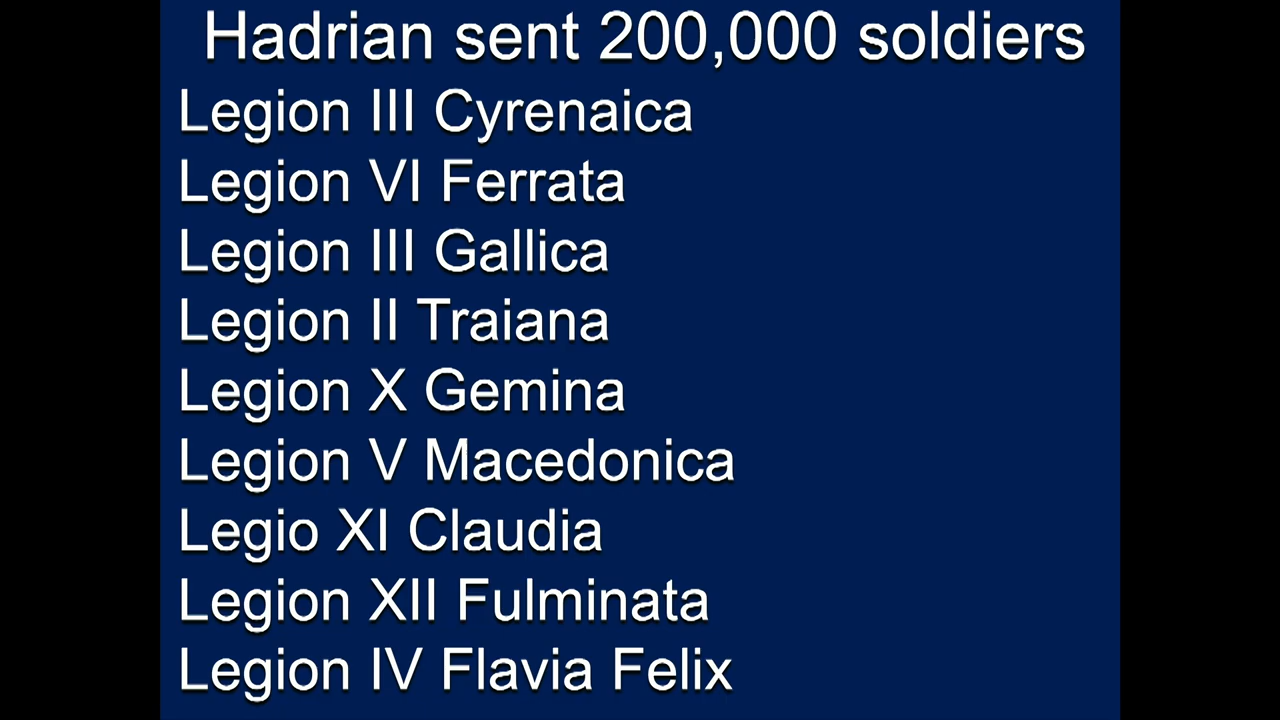 Hadrian sent 200,000 soldiers
Legion III Cyrenaica
Legion VI Ferrata
Legion III Gallica
Legion II Traiana
Legion X Gemina
Legion V Macedonica
Legio XI Claudia
Legion XII Fulminata
Legion IV Flavia Felix